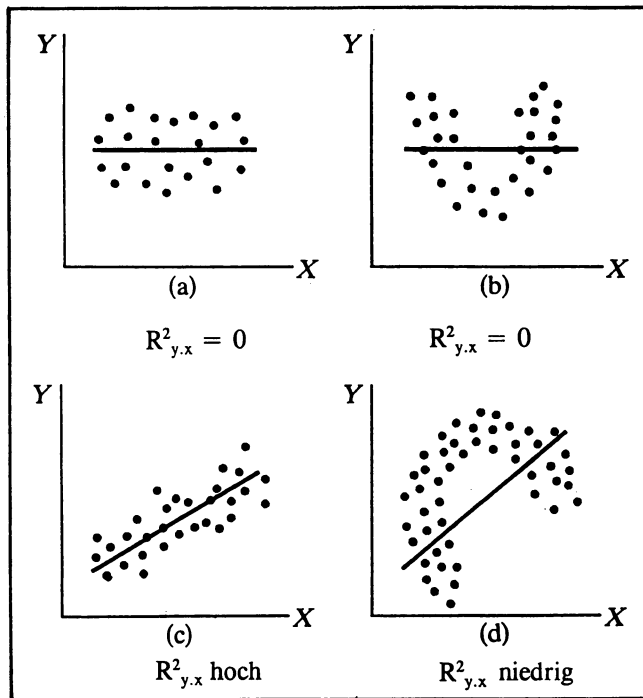 Y Y
X X
(a) (b)
R²y.x = 0 R²y.x = 0
Y Y
X X
(c) (d)
R²y.x hoch R²y.x niedrig